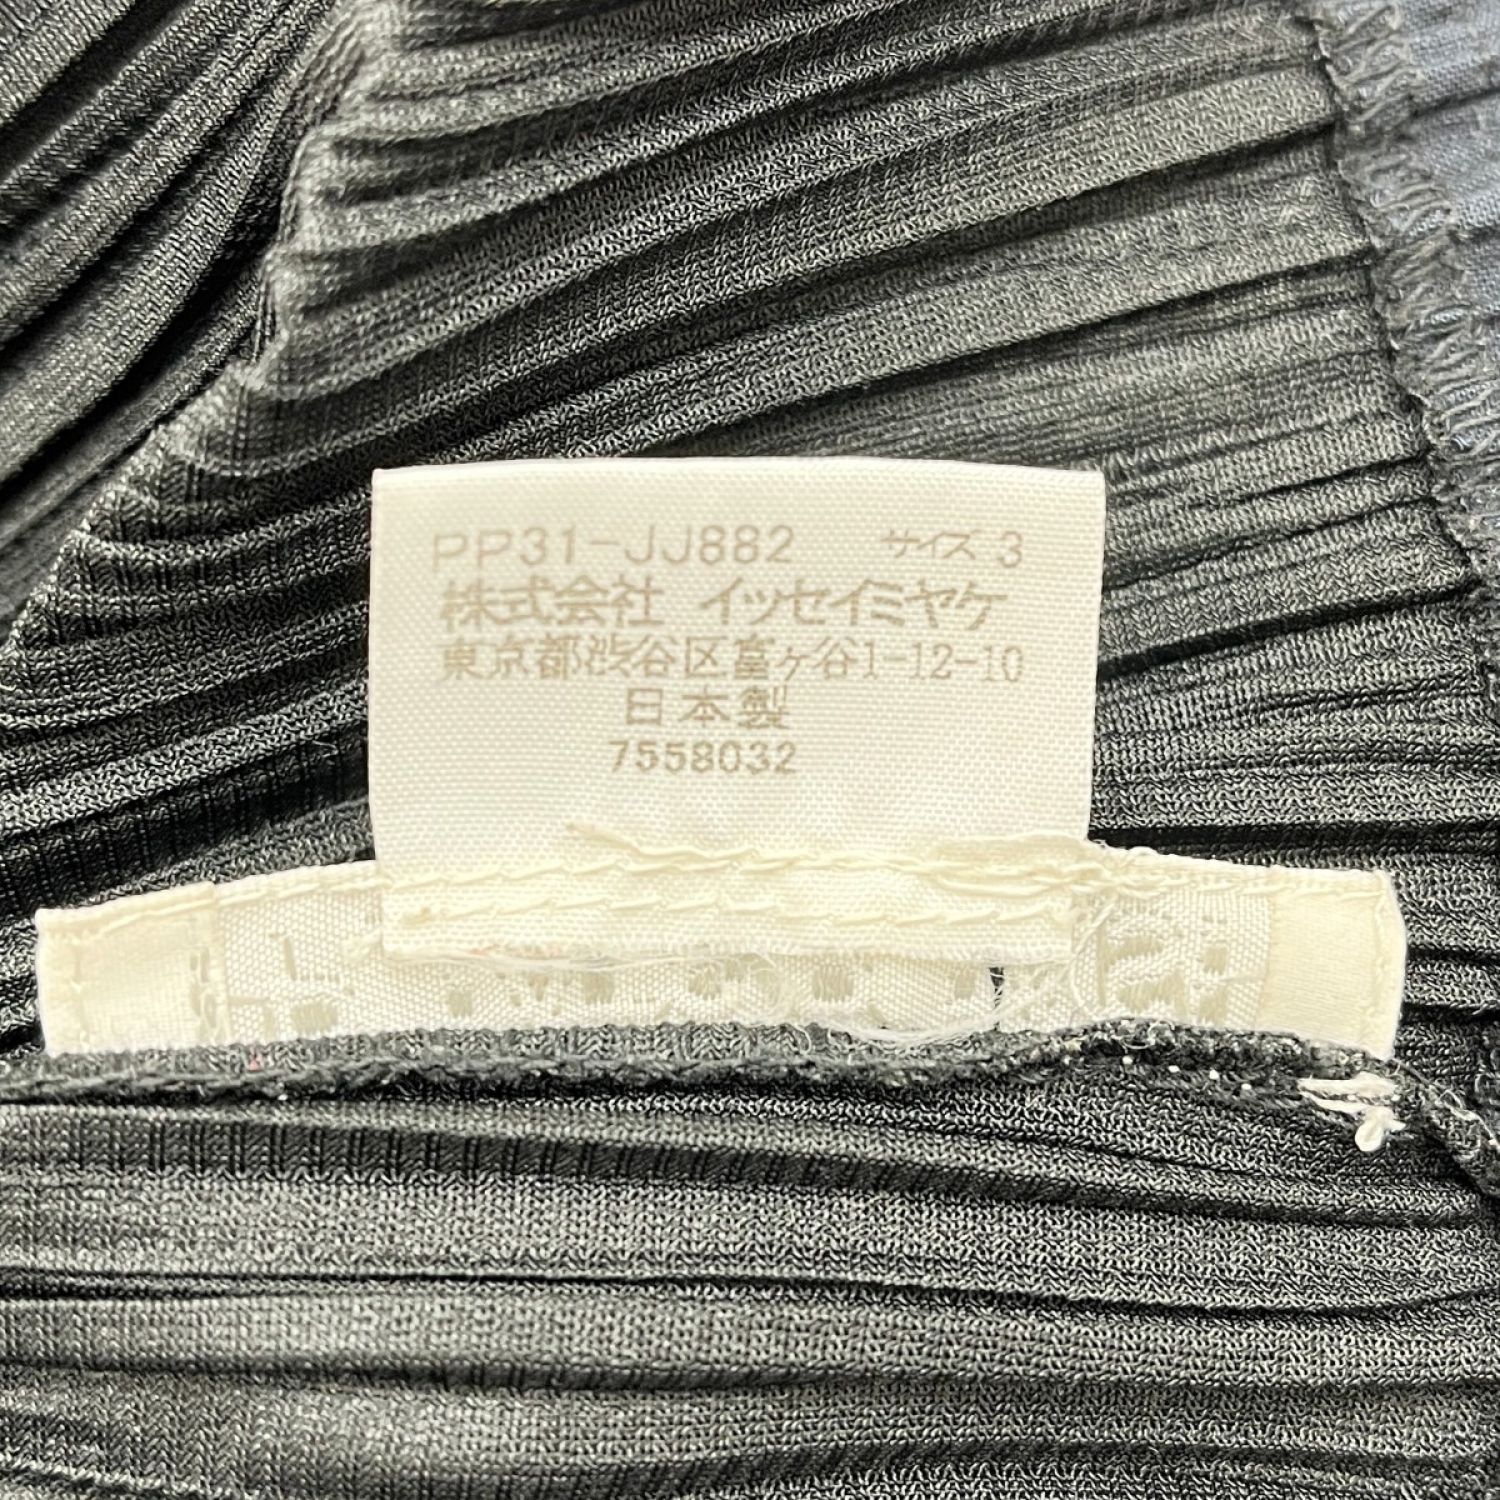 PP31-JJ882 サイズ 3
株式会社 イッセイミヤケ
東京都渋谷区富ヶ谷1-12-10
日本製
7558032